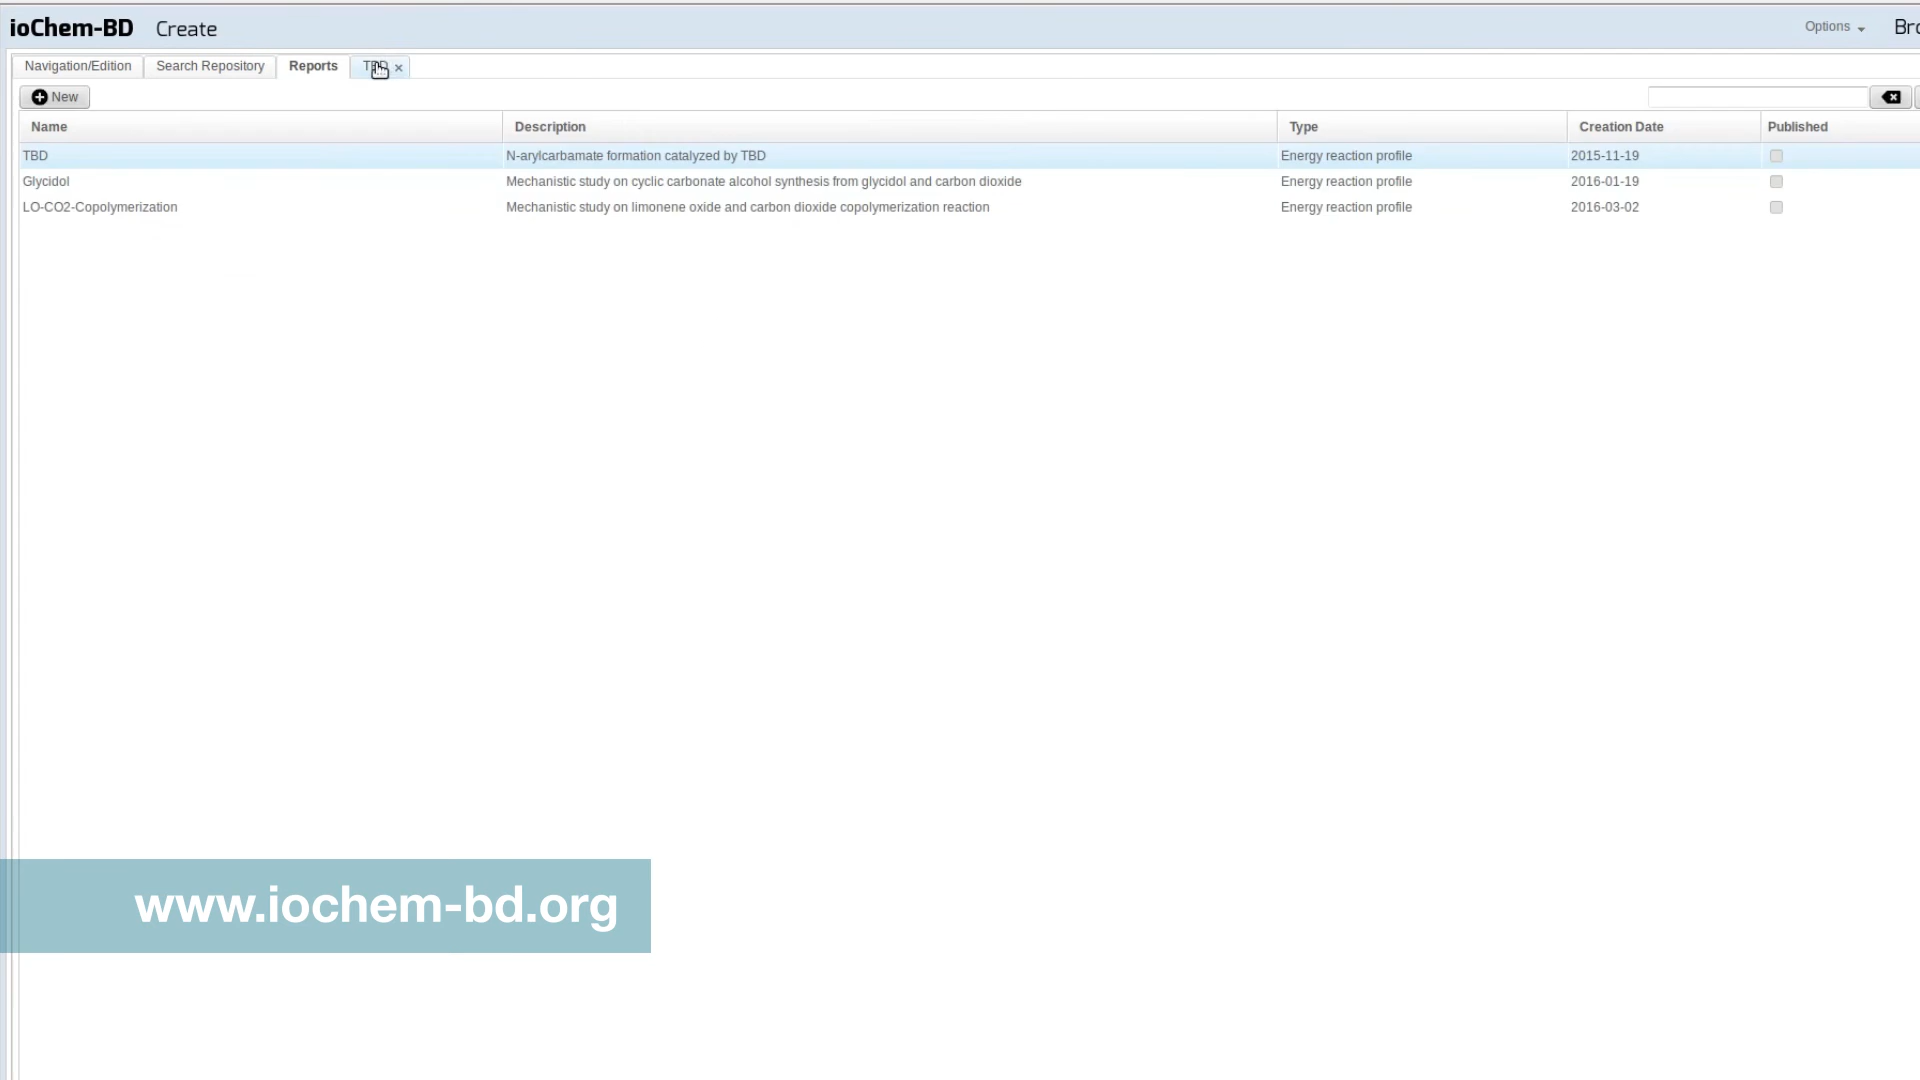 ioChem-BD Create Options
Navigation/Edition Search Repository Reports
New
Name Description Type Creation Date Published
TBD N-arylcarbamate formation catalyzed by TBD Energy reaction profile 2015-11-19
Glycidol Mechanistic study on cyclic carbonate alcohol synthesis from glycidol and carbon dioxide Energy reaction profile 2016-01-19
LO-CO2-Copolymerization Mechanistic study on limonene oxide and carbon dioxide copolymerization reaction Energy reaction profile 2016-03-02
www.iochem-bd.org